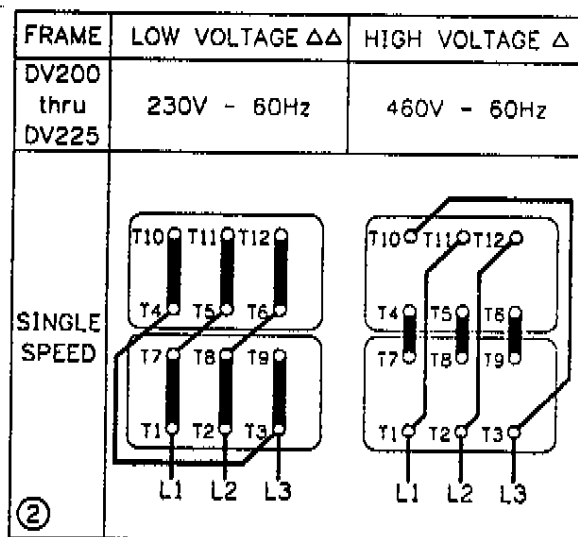 FRAME LOW VOLTAGE ΔΔ HIGH VOLTAGE Δ
DV200
thru
DV225
230V - 60Hz 460V - 60Hz
SINGLE
SPEED
T10 T11 T12
T4 T5 T6
T7 T8 T9
T1 T2 T3
L1 L2 L3
T10 T11 T12
T4 T5 T6
T7 T8 T9
T1 T2 T3
L1 L2 L3
2